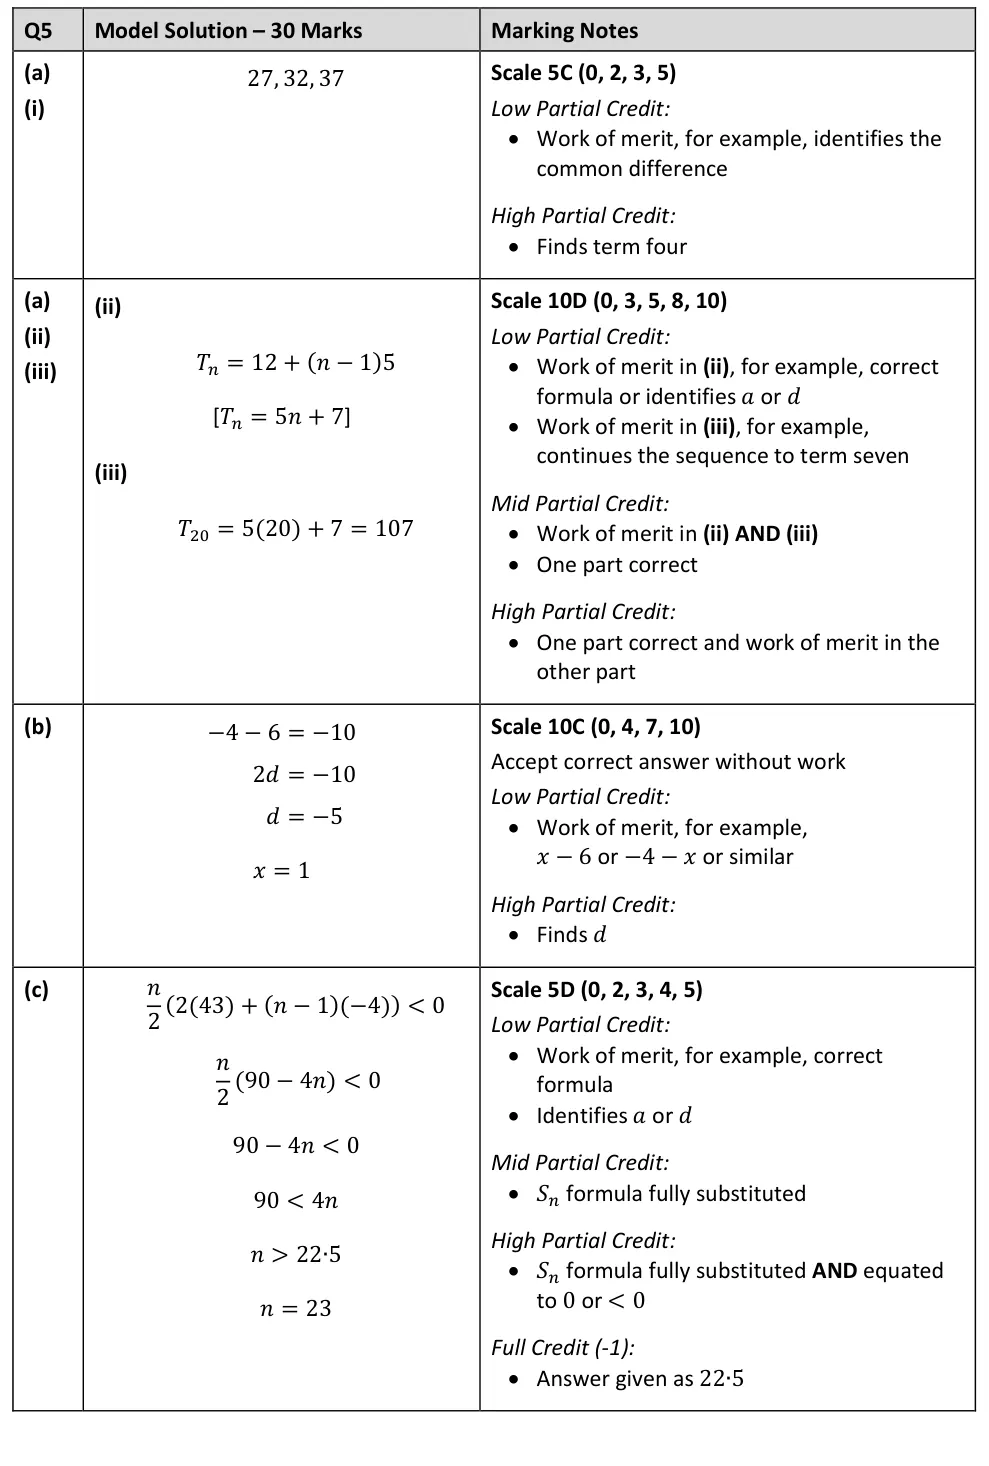 Q5 Model Solution – 30 Marks Marking Notes
(a)
(i)
27, 32, 37
Scale 5C (0, 2, 3, 5)
Low Partial Credit:
• Work of merit, for example, identifies the
common difference
High Partial Credit:
• Finds term four
(a)
(ii)
(iii)
(ii)
Tₙ = 12 + (n − 1)5
[Tₙ = 5n + 7]
(iii)
T₂₀ = 5(20) + 7 = 107
Scale 10D (0, 3, 5, 8, 10)
Low Partial Credit:
• Work of merit in (ii), for example, correct
formula or identifies a or d
• Work of merit in (iii), for example,
continues the sequence to term seven
Mid Partial Credit:
• Work of merit in (ii) AND (iii)
• One part correct
High Partial Credit:
• One part correct and work of merit in the
other part
(b)
−4 − 6 = −10
2d = −10
d = −5
x = 1
Scale 10C (0, 4, 7, 10)
Accept correct answer without work
Low Partial Credit:
• Work of merit, for example,
x − 6 or −4 − x or similar
High Partial Credit:
• Finds d
(c)
n/2 (2(43) + (n − 1)(−4)) < 0
n/2 (90 − 4n) < 0
90 − 4n < 0
90 < 4n
n > 22·5
n = 23
Scale 5D (0, 2, 3, 4, 5)
Low Partial Credit:
• Work of merit, for example, correct
formula
• Identifies a or d
Mid Partial Credit:
• Sₙ formula fully substituted
High Partial Credit:
• Sₙ formula fully substituted AND equated
to 0 or < 0
Full Credit (-1):
• Answer given as 22·5